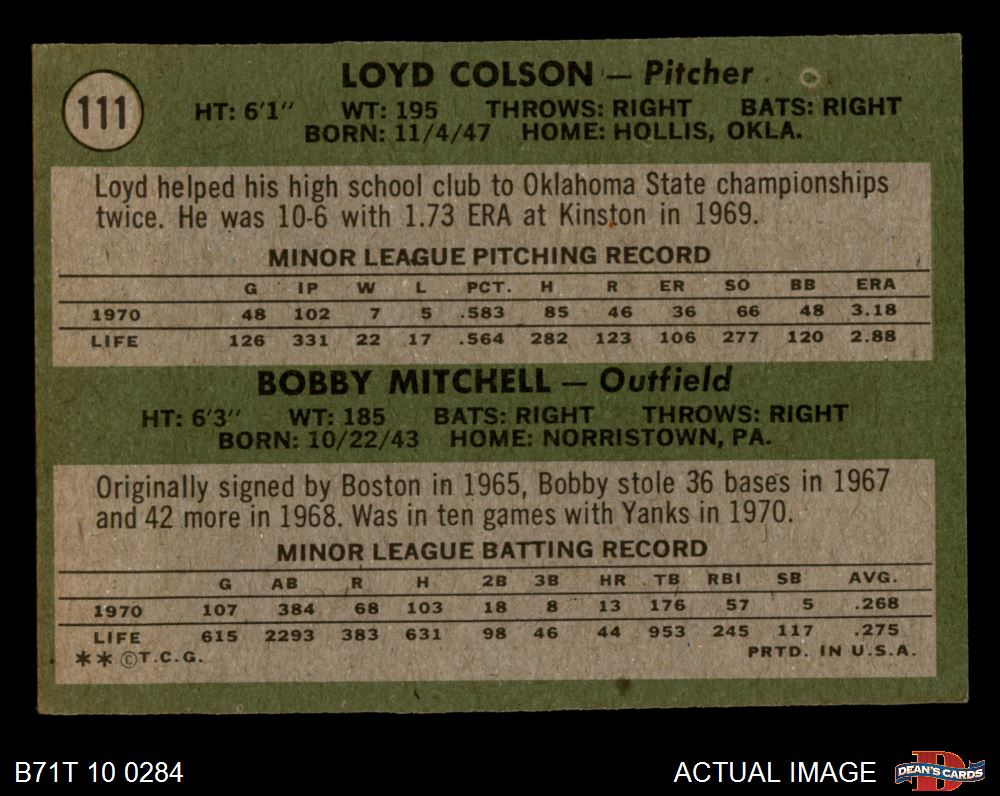 111
LOYD COLSON — Pitcher
HT: 6'1" WT: 195 THROWS: RIGHT BATS: RIGHT
BORN: 11/4/47 HOME: HOLLIS, OKLA.
Loyd helped his high school club to Oklahoma State championships
twice. He was 10-6 with 1.73 ERA at Kinston in 1969.
MINOR LEAGUE PITCHING RECORD
G IP W L PCT. H R ER SO BB ERA
1970 48 102 7 5 .583 85 46 36 66 48 3.18
LIFE 126 331 22 17 .564 282 123 106 277 120 2.88
BOBBY MITCHELL — Outfield
HT: 6'3" WT: 185 BATS: RIGHT THROWS: RIGHT
BORN: 10/22/43 HOME: NORRISTOWN, PA.
Originally signed by Boston in 1965, Bobby stole 36 bases in 1967
and 42 more in 1968. Was in ten games with Yanks in 1970.
MINOR LEAGUE BATTING RECORD
G AB R H 2B 3B HR TB RBI SB AVG.
1970 107 384 68 103 18 8 13 176 57 5 .268
LIFE 615 2293 383 631 98 46 44 953 245 117 .275
** ©T.C.G. PRTD. IN U.S.A.
B71T 10 0284 ACTUAL IMAGE DEAN'S CARDS